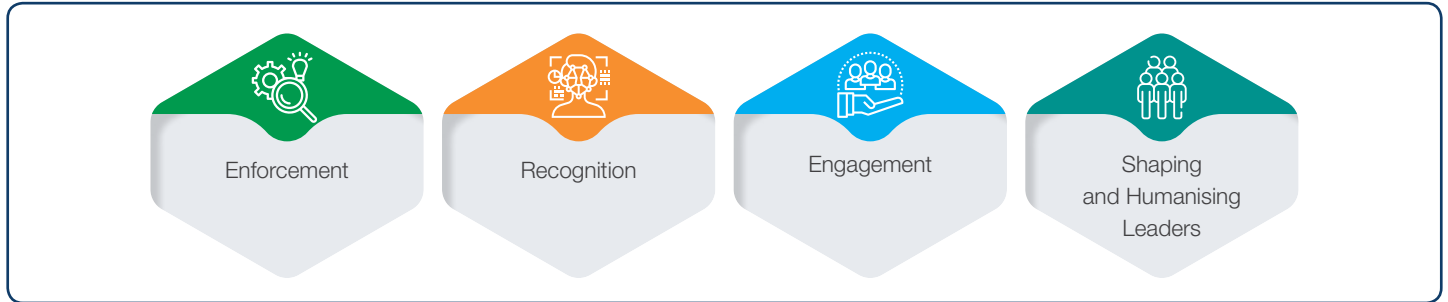 Enforcement
Recognition
Engagement
Shaping
and Humanising
Leaders